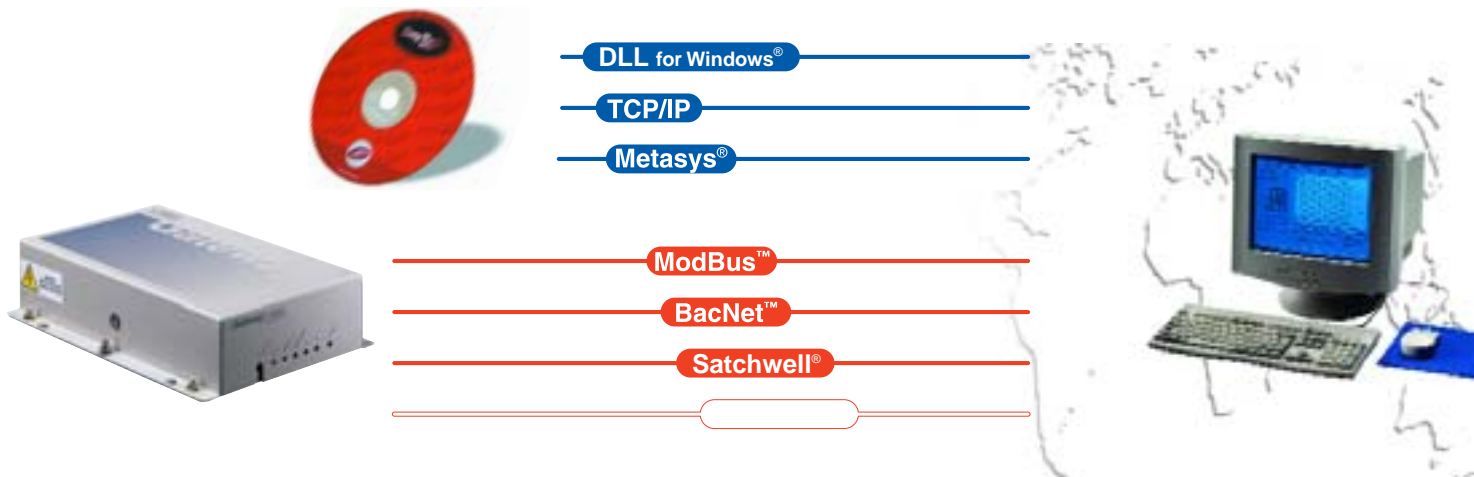 DLL for Windows®
TCP/IP
Metasys®
ModBus™
BacNet™
Satchwell®